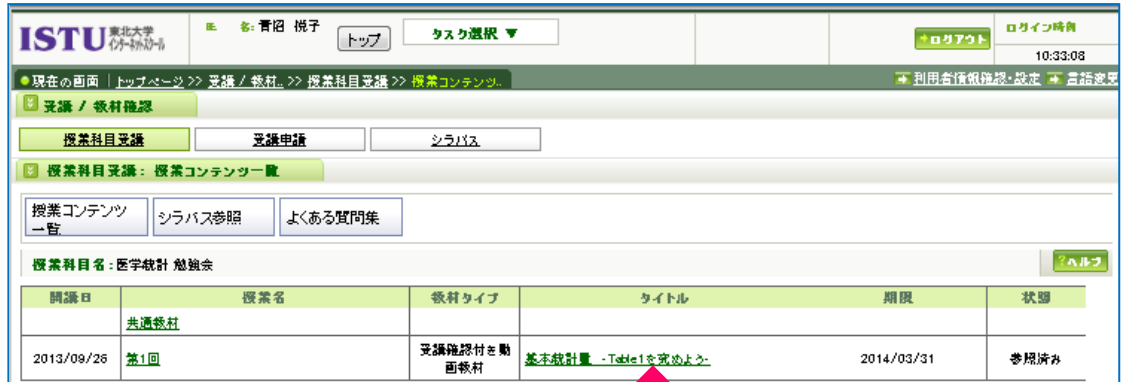 ISTU 東北大学 インターネットスクール
氏 名: 青沼 悦子
トップ
タスク選択 ▼
ログアウト
ログイン時刻
10:33:08
●現在の画面 | トップページ >> 受講 / 教材.. >> 授業科目受講 >> 授業コンテンツ..
利用者情報確認・設定 言語変更
受講 / 教材確認
授業科目受講 受講申請 シラバス
授業科目受講: 授業コンテンツ一覧
授業コンテンツ
一覧
シラバス参照
よくある質問集
授業科目名:医学統計 勉強会
?ヘルプ
開講日 授業名 教材タイプ タイトル 期限 状態
共通教材
2013/09/26 第1回 受講確認付き動
画教材 基本統計量 -Table1を究めよう- 2014/03/31 参照済み